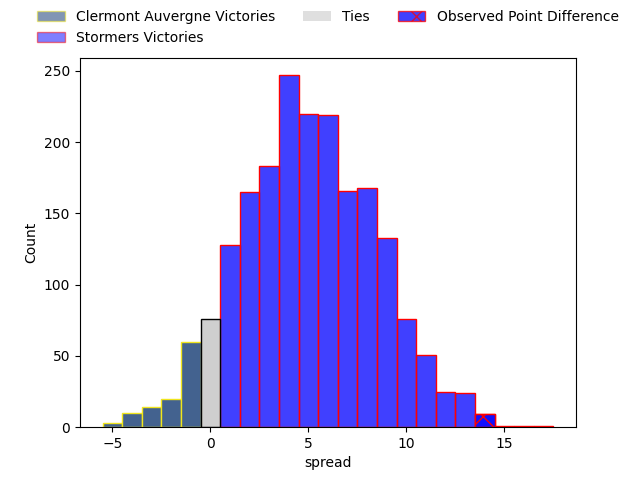 Clermont Auvergne Victories
Stormers Victories
Ties
Observed Point Difference
250
200
150
100
50
0
Count
−5
0
5
10
15
spread